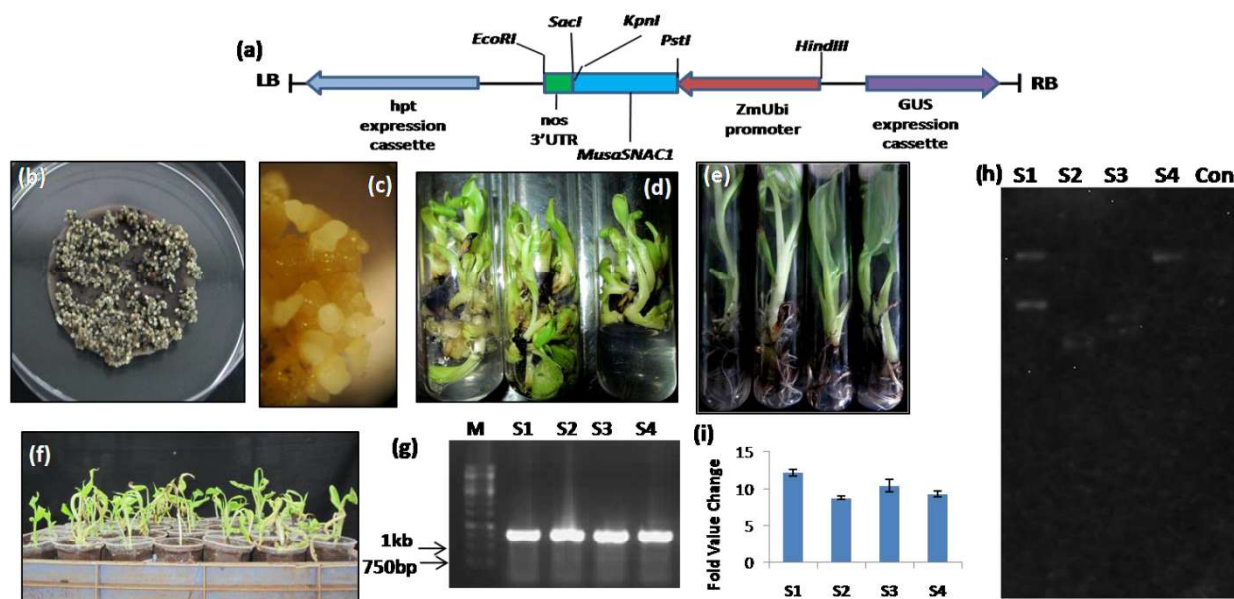 (a)
LB
EcoRI
SacI
KpnI
PstI
HindIII
RB
hpt
expression
cassette
nos
3'UTR
MusaSNAC1
ZmUbi
promoter
GUS
expression
cassette
(b)
(c)
(d)
(e)
(h) S1 S2 S3 S4 Con
(f)
(g) M S1 S2 S3 S4
1kb
750bp
(i)
Fold Value Change
15
10
5
0
S1 S2 S3 S4